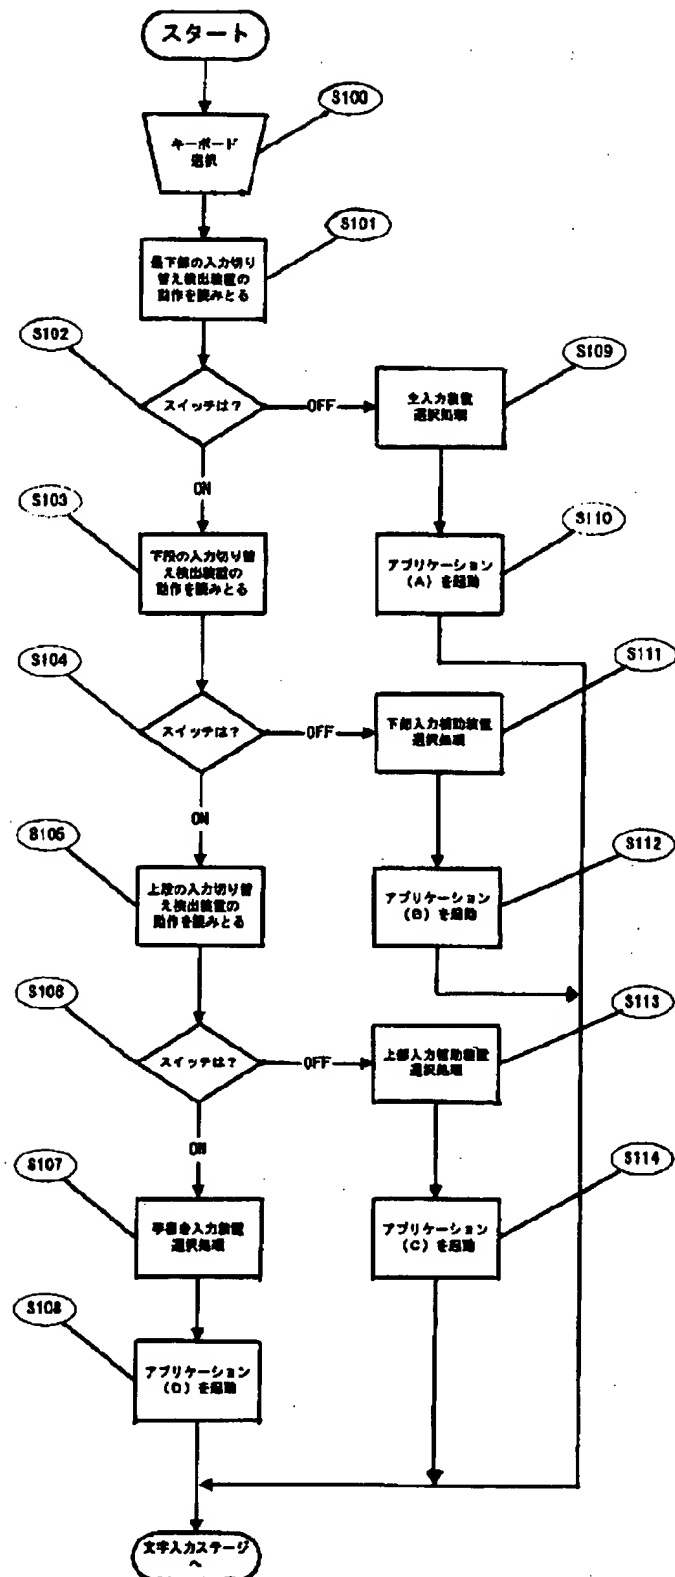 スタート
S100
キーボード
選択
S101
最下部の入力切り
替え検出装置の
動作を読みとる
S102
スイッチは？
OFF
S109
主入力装置
選択処理
ON
S103
下段の入力切り替
え検出装置の
動作を読みとる
S110
アプリケーション
（A）を起動
S104
スイッチは？
OFF
S111
下部入力補助装置
選択処理
ON
S105
上段の入力切り替
え検出装置の
動作を読みとる
S112
アプリケーション
（B）を起動
S106
スイッチは？
OFF
S113
上部入力補助装置
選択処理
ON
S107
手書き入力装置
選択処理
S114
アプリケーション
（C）を起動
S108
アプリケーション
（D）を起動
文字入力ステージ
へ